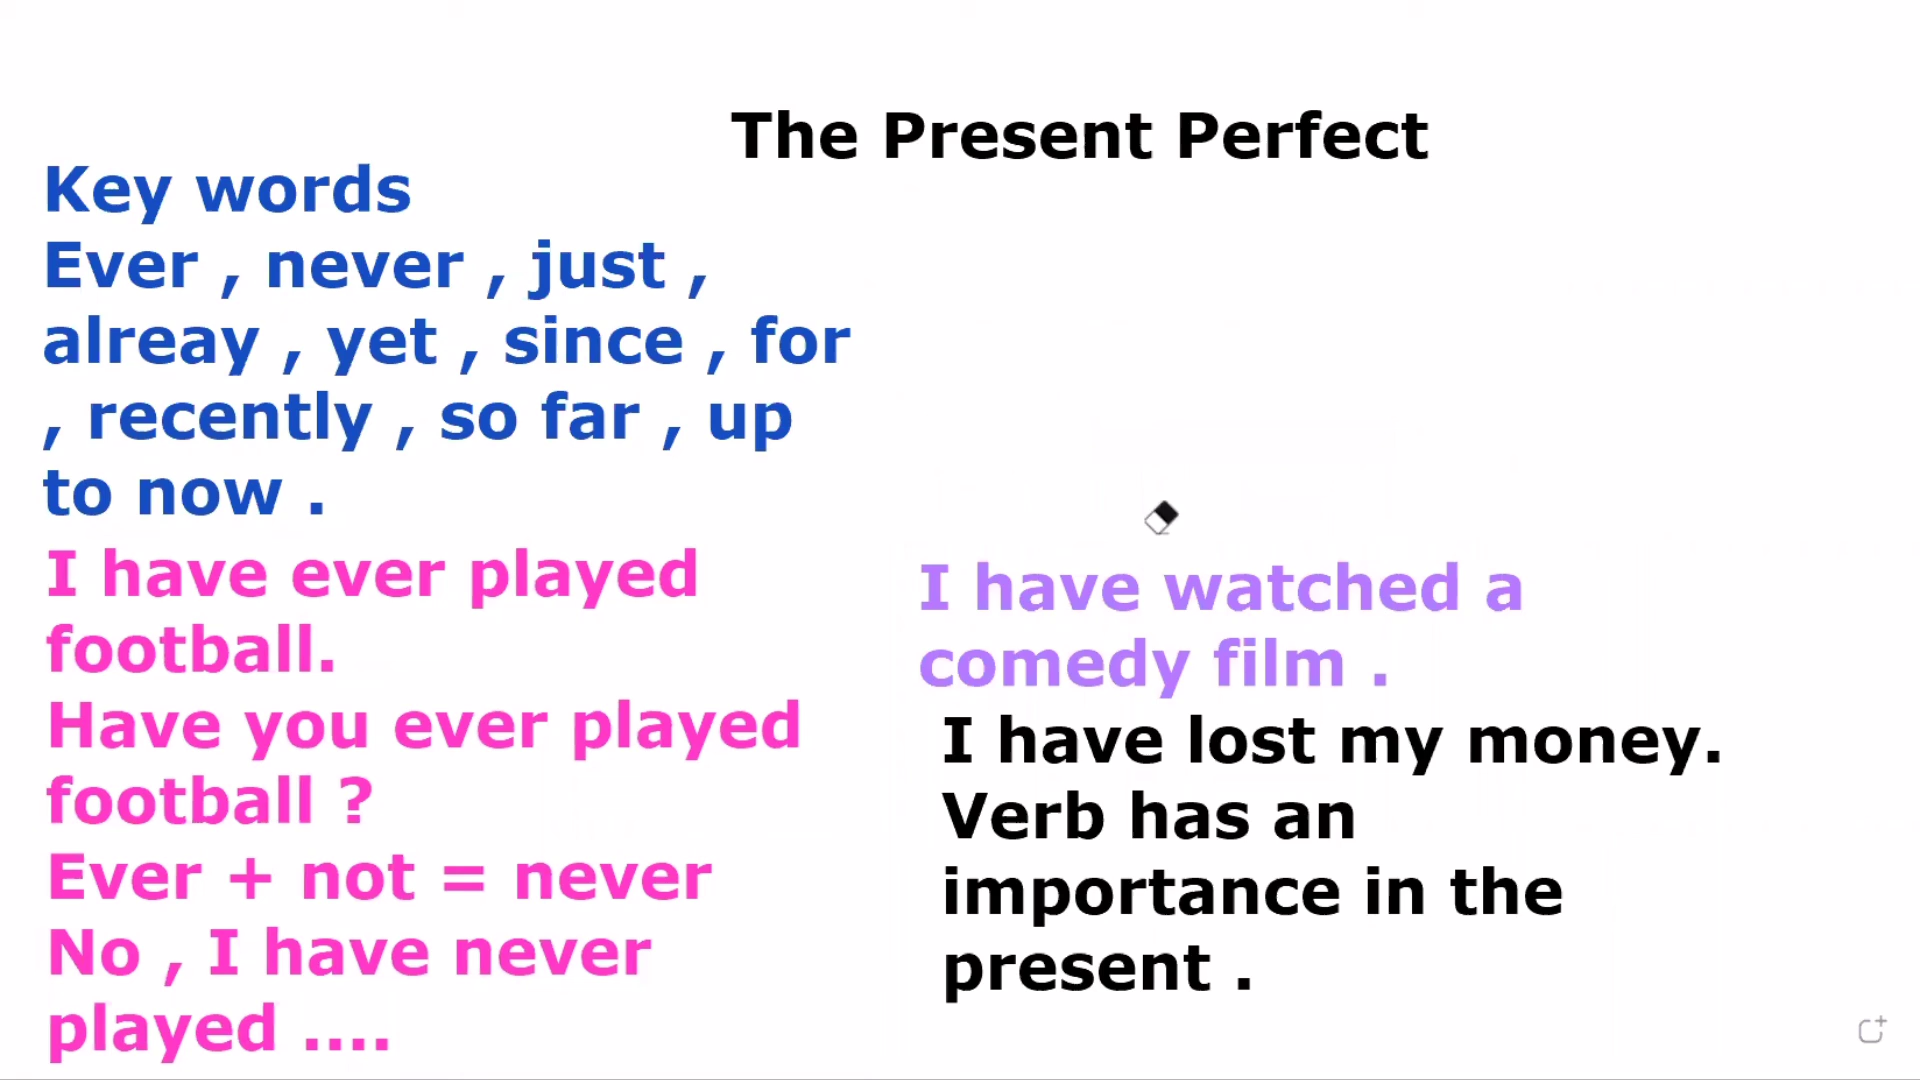 The Present Perfect
Key words
Ever , never , just ,
alreay , yet , since , for
, recently , so far , up
to now .
I have ever played
football.
Have you ever played
football ?
Ever + not = never
No , I have never
played ....
I have watched a
comedy film .
I have lost my money.
Verb has an
importance in the
present .